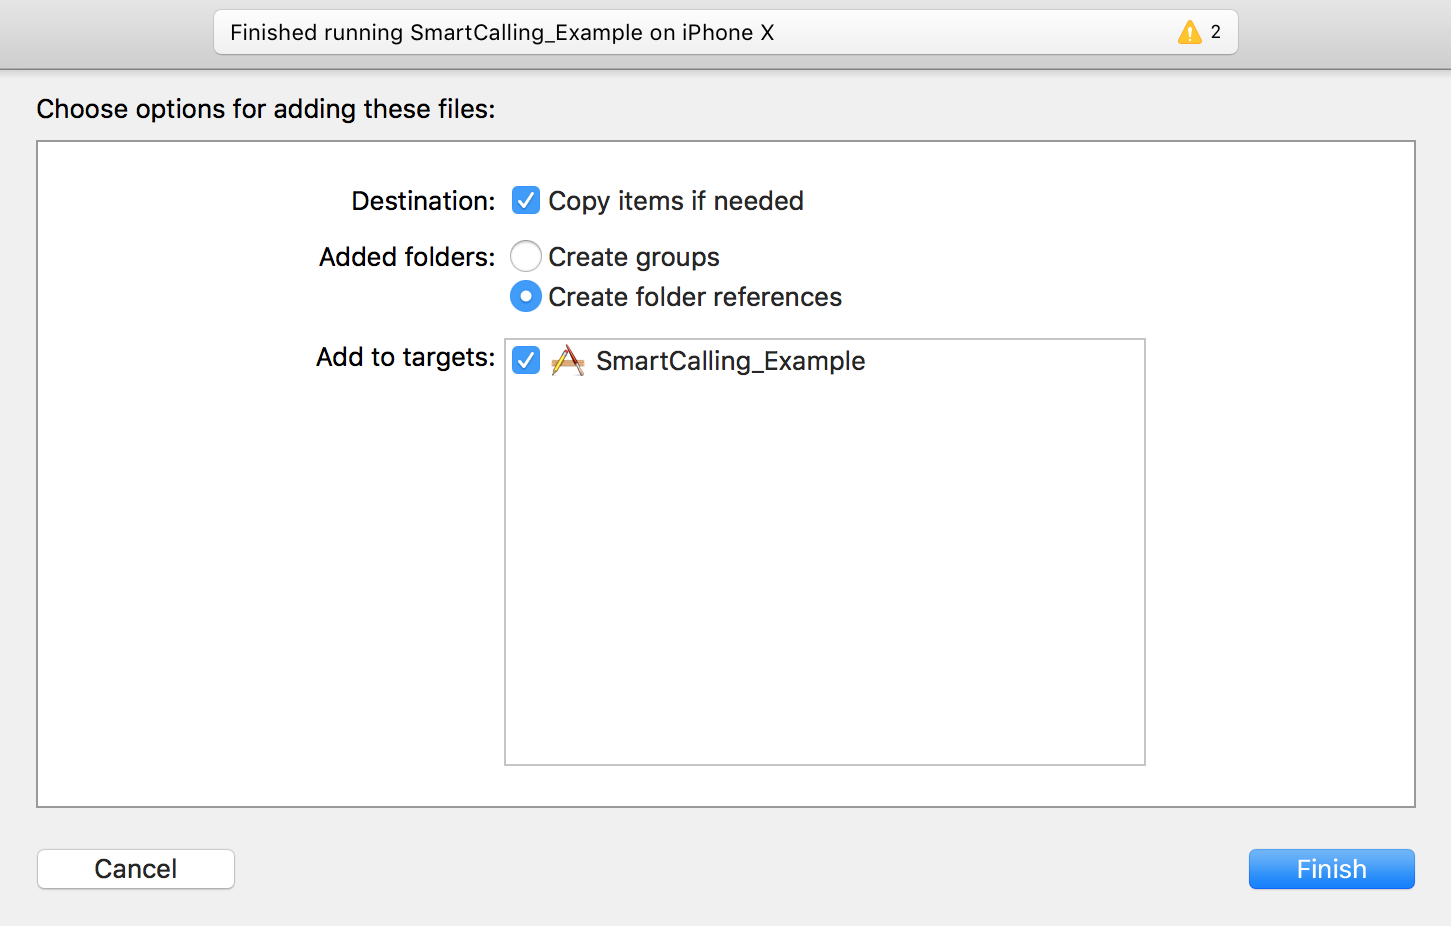 Finished running SmartCalling_Example on iPhone X 2
Choose options for adding these files:
Destination: Copy items if needed
Added folders: Create groups
Create folder references
Add to targets: SmartCalling_Example
Cancel Finish